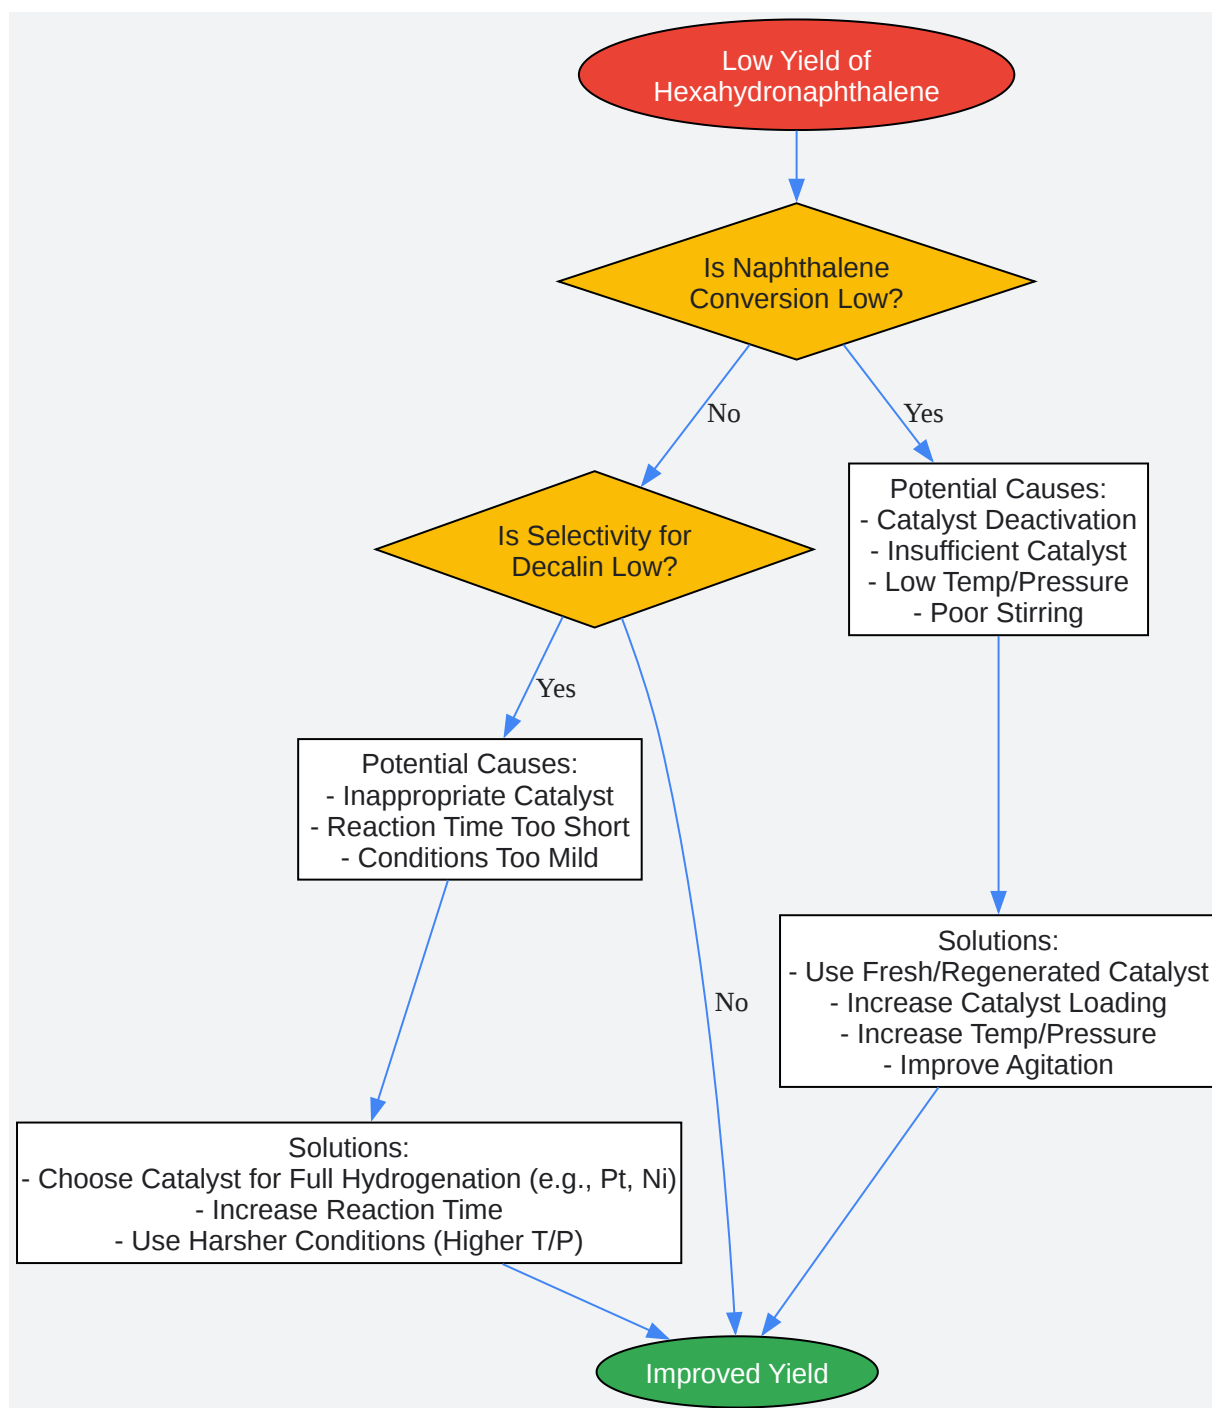 Low Yield of
Hexahydronaphthalene
Is Naphthalene
Conversion Low?
No
Yes
Is Selectivity for
Decalin Low?
Potential Causes:
- Catalyst Deactivation
- Insufficient Catalyst
- Low Temp/Pressure
- Poor Stirring
Yes
Potential Causes:
- Inappropriate Catalyst
- Reaction Time Too Short
- Conditions Too Mild
No
Solutions:
- Use Fresh/Regenerated Catalyst
- Increase Catalyst Loading
- Increase Temp/Pressure
- Improve Agitation
Solutions:
- Choose Catalyst for Full Hydrogenation (e.g., Pt, Ni)
- Increase Reaction Time
- Use Harsher Conditions (Higher T/P)
Improved Yield